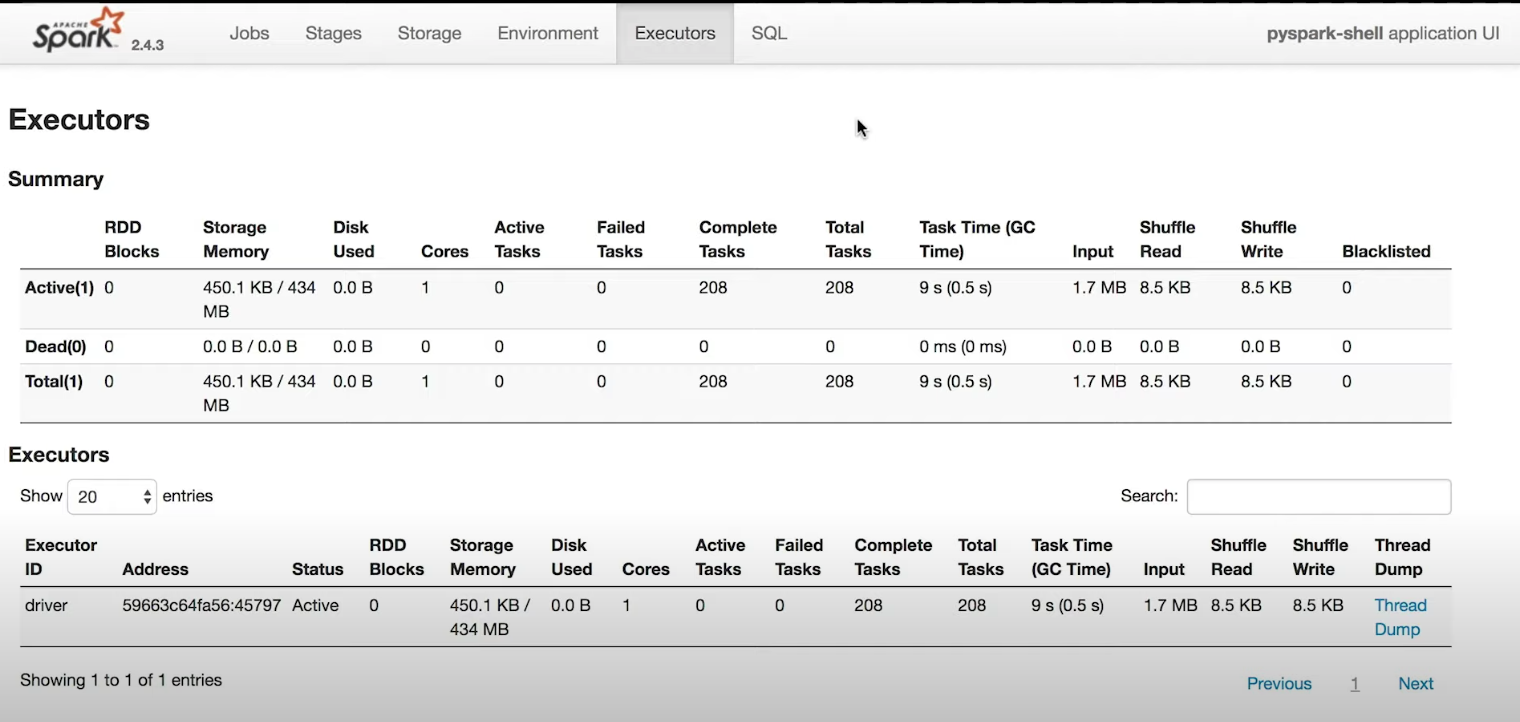 APACHE
Spark 2.4.3 Jobs Stages Storage Environment Executors SQL pyspark-shell application UI
Executors
Summary
RDD Blocks Storage Memory Disk Used Cores Active Tasks Failed Tasks Complete Tasks Total Tasks Task Time (GC Time) Input Shuffle Read Shuffle Write Blacklisted
Active(1) 0 450.1 KB / 434 MB 0.0 B 1 0 0 208 208 9 s (0.5 s) 1.7 MB 8.5 KB 8.5 KB 0
Dead(0) 0 0.0 B / 0.0 B 0.0 B 0 0 0 0 0 0 ms (0 ms) 0.0 B 0.0 B 0.0 B 0
Total(1) 0 450.1 KB / 434 MB 0.0 B 1 0 0 208 208 9 s (0.5 s) 1.7 MB 8.5 KB 8.5 KB 0
Executors
Show 20 entries Search:
Executor ID Address Status RDD Blocks Storage Memory Disk Used Cores Active Tasks Failed Tasks Complete Tasks Total Tasks Task Time (GC Time) Input Shuffle Read Shuffle Write Thread Dump
driver 59663c64fa56:45797 Active 0 450.1 KB / 434 MB 0.0 B 1 0 0 208 208 9 s (0.5 s) 1.7 MB 8.5 KB 8.5 KB Thread Dump
Showing 1 to 1 of 1 entries Previous 1 Next